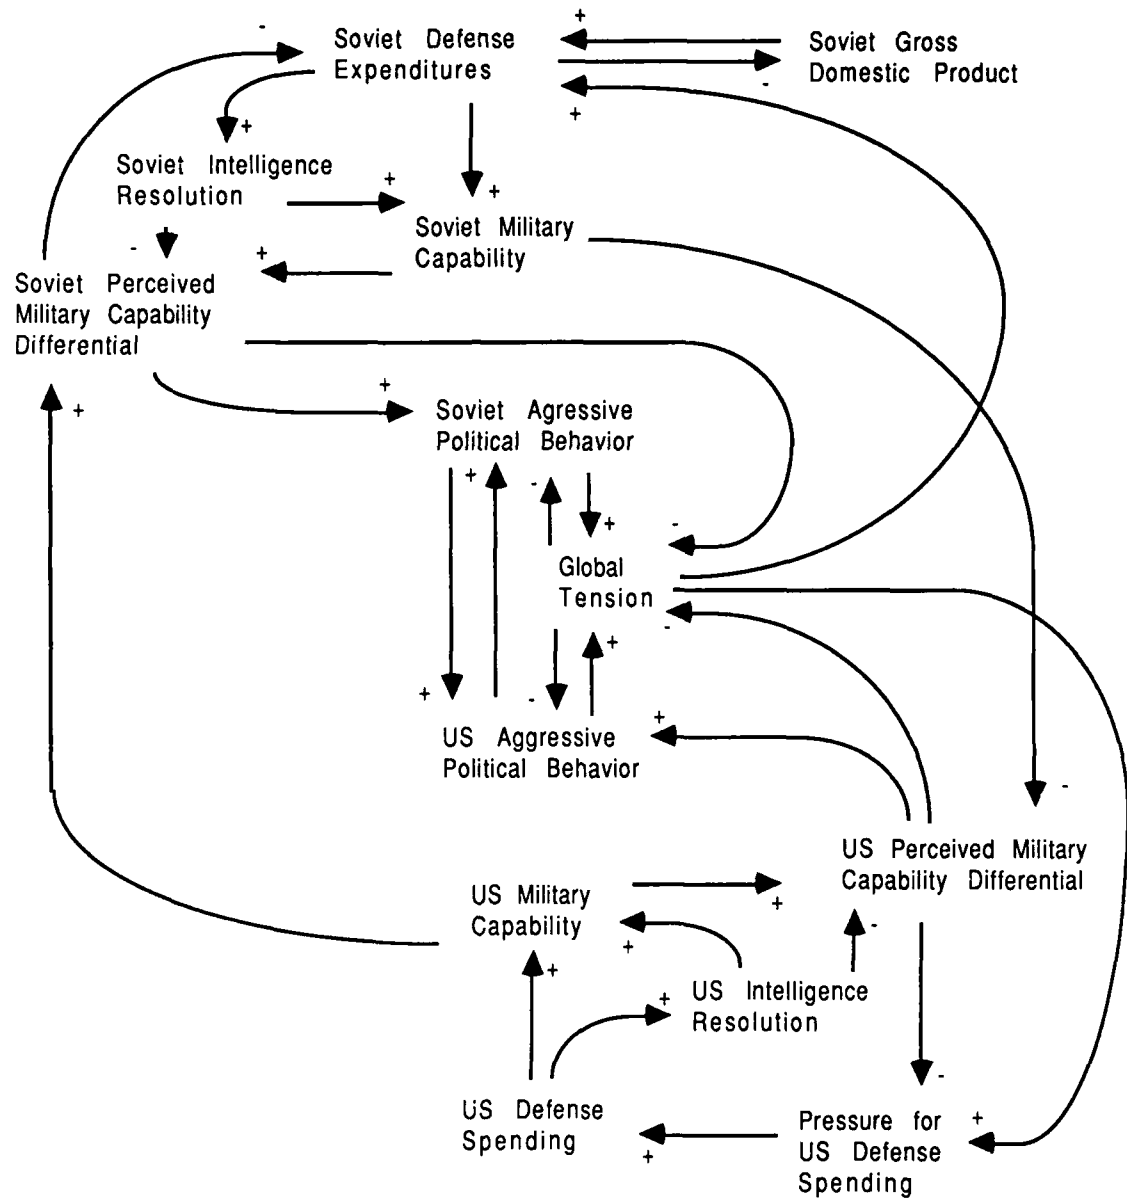 +
-
Soviet Defense
Expenditures
Soviet Gross
Domestic Product
-
+
+
Soviet Intelligence
Resolution
+
+
Soviet Military
Capability
-
+
Soviet Perceived
Military Capability
Differential
+
+
Soviet Agressive
Political Behavior
+
-
+
-
Global
Tension
-
+
+
-
+
US Aggressive
Political Behavior
-
US Perceived Military
Capability Differential
US Military
Capability
+
-
+
+
US Intelligence
Resolution
+
-
US Defense
Spending
Pressure for
US Defense
Spending
+
+